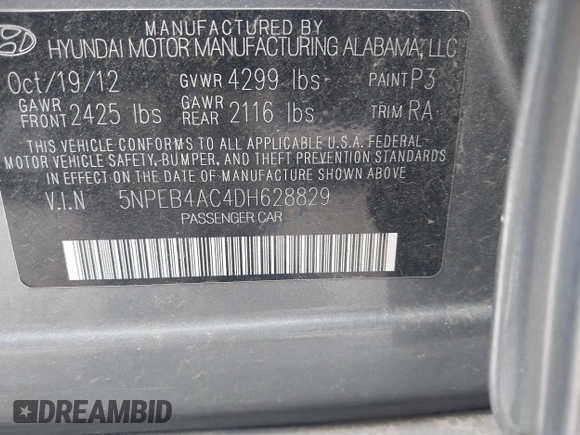 MANUFACTURED BY
HYUNDAI MOTOR MANUFACTURING ALABAMA, LLC
Oct/19/12 GVWR 4299 lbs PAINT P3
GAWR FRONT 2425 lbs GAWR REAR 2116 lbs TRIM RA
THIS VEHICLE CONFORMS TO ALL APPLICABLE U.S.A. FEDERAL
MOTOR VEHICLE SAFETY, BUMPER, AND THEFT PREVENTION
STANDARDS IN EFFECT ON THE DATE OF MANUFACTURE SHOWN ABOVE
V.I.N 5NPEB4AC4DH628829
PASSENGER CAR
DREAMBID